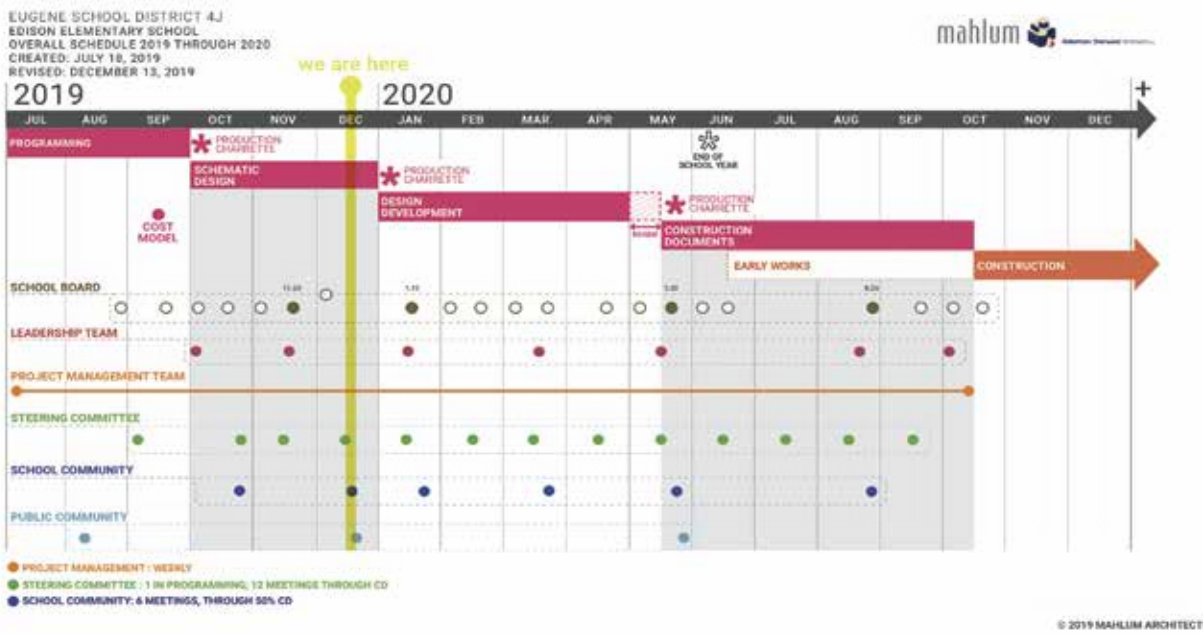 EUGENE SCHOOL DISTRICT 4J
EDISON ELEMENTARY SCHOOL
OVERALL SCHEDULE 2019 THROUGH 2020
CREATED: JULY 18, 2019
REVISED: DECEMBER 13, 2019
mahlum
we are here
2019
2020
+
JUL AUG SEP OCT NOV DEC JAN FEB MAR APR MAY JUN JUL AUG SEP OCT NOV DEC
PROGRAMMING
PRODUCTION
CHARRETTE
END OF
SCHOOL YEAR
SCHEMATIC
DESIGN
PRODUCTION
CHARRETTE
DESIGN
DEVELOPMENT
PRODUCTION
CHARRETTE
COST
MODEL
CONSTRUCTION
DOCUMENTS
EARLY WORKS
CONSTRUCTION
SCHOOL BOARD
LEADERSHIP TEAM
PROJECT MANAGEMENT TEAM
STEERING COMMITTEE
SCHOOL COMMUNITY
PUBLIC COMMUNITY
PROJECT MANAGEMENT : WEEKLY
STEERING COMMITTEE : 1 IN PROGRAMMING, 12 MEETINGS THROUGH CD
SCHOOL COMMUNITY: 6 MEETINGS, THROUGH 50% CD
© 2019 MAHLUM ARCHITECT